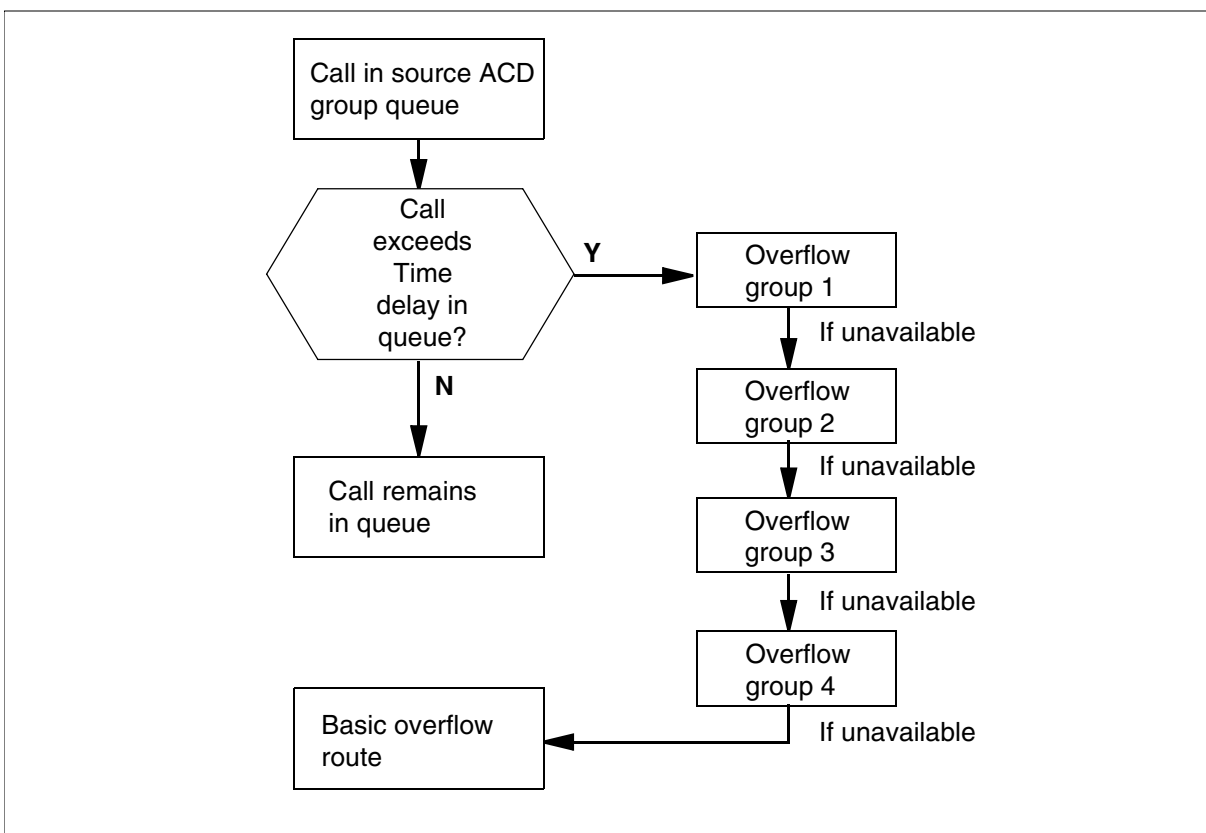 Call in source ACD
group queue
Call
exceeds
Time
delay in
queue?
Y
N
Call remains
in queue
Overflow
group 1
If unavailable
Overflow
group 2
If unavailable
Overflow
group 3
If unavailable
Overflow
group 4
If unavailable
Basic overflow
route